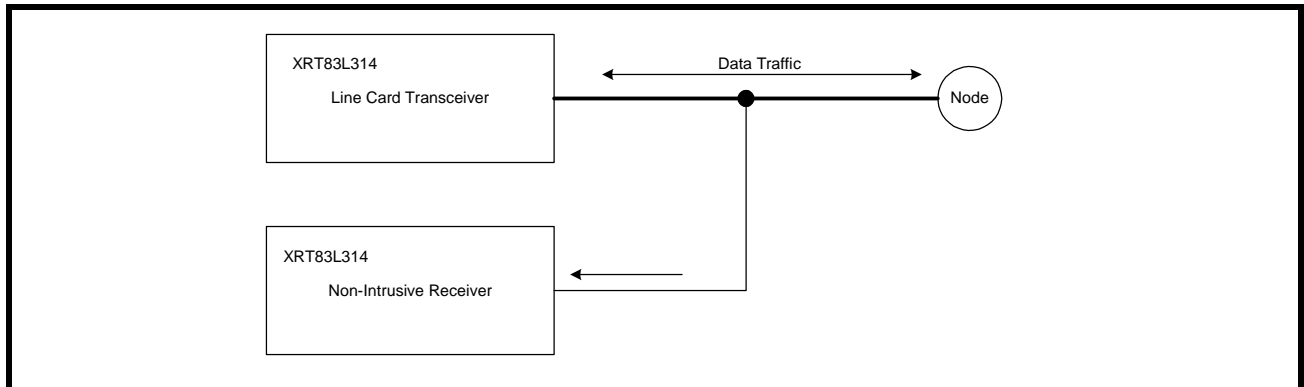 XRT83L314
Line Card Transceiver
Data Traffic
Node
XRT83L314
Non-Intrusive Receiver